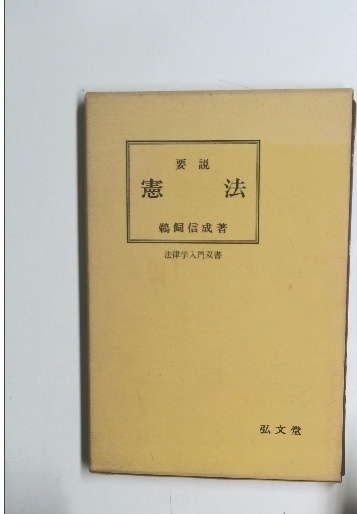 要説
憲法
鵜飼信成著
法律学入門双書
弘文堂